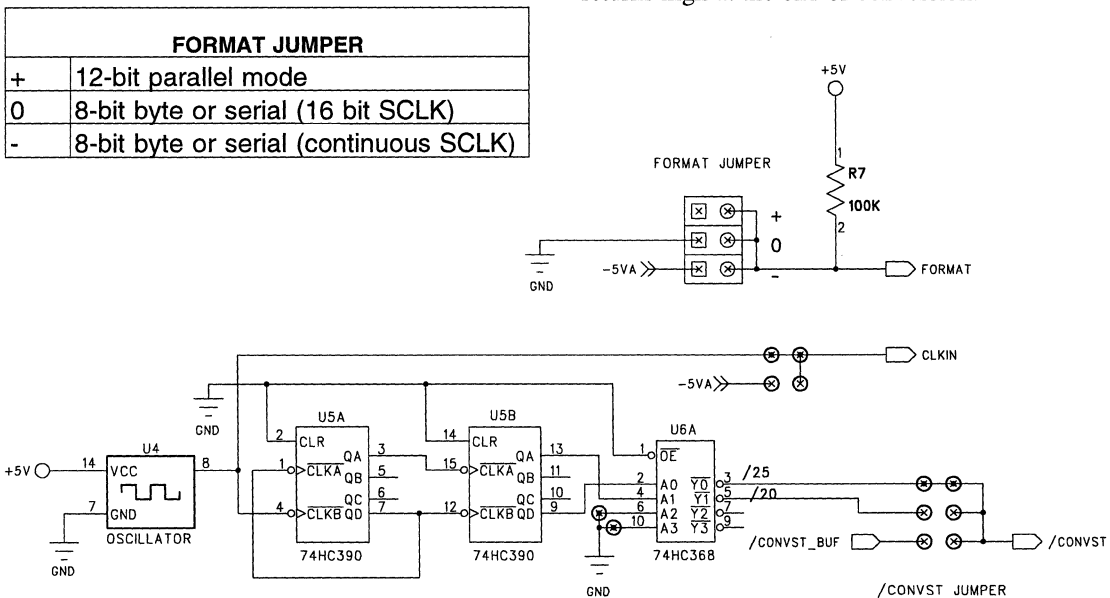 FORMAT JUMPER
+ 12-bit parallel mode
0 8-bit byte or serial (16 bit SCLK)
- 8-bit byte or serial (continuous SCLK)
+5V
1
R7
100K
2
FORMAT JUMPER
+
0
-
-5VA
GND
FORMAT
CLKIN
-5VA
GND
U4
+5V
14
VCC
8
7
GND
OSCILLATOR
GND
U5A
2
CLR
QA
3
1
CLKA
QB
5
QC
6
4
CLKB
QD
7
74HC390
U5B
14
CLR
QA
13
15
CLKA
QB
11
QC
10
12
CLKB
QD
9
74HC390
U6A
1
OE
2
A0
Y0
3
/25
4
A1
Y1
5
/20
6
A2
Y2
7
10
A3
Y3
9
74HC368
GND
/CONVST_BUF
/CONVST
/CONVST JUMPER